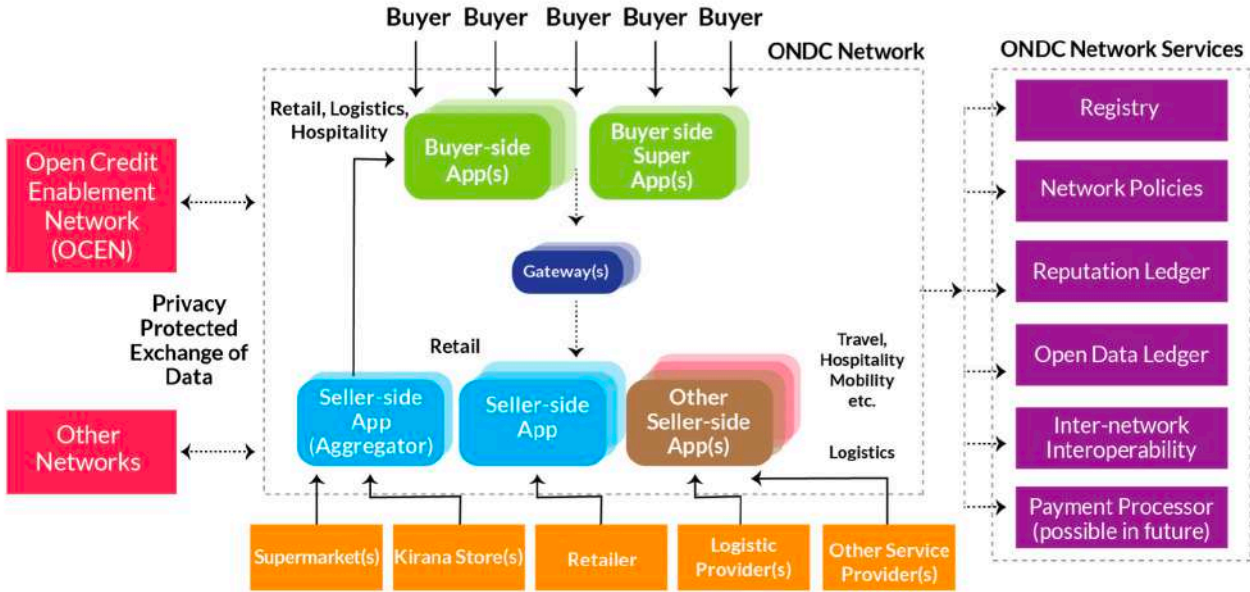 Buyer Buyer Buyer Buyer Buyer
ONDC Network
ONDC Network Services
Retail, Logistics,
Hospitality
Buyer-side
App(s)
Buyer side
Super
App(s)
Registry
Open Credit
Enablement
Network
(OCEN)
Network Policies
Gateway(s)
Reputation Ledger
Privacy
Protected
Exchange of
Data
Retail
Travel,
Hospitality
Mobility
etc.
Open Data Ledger
Seller-side
App
(Aggregator)
Seller-side
App
Other
Seller-side
App(s)
Other
Networks
Logistics
Inter-network
Interoperability
Payment Processor
(possible in future)
Supermarket(s)
Kirana Store(s)
Retailer
Logistic
Provider(s)
Other Service
Provider(s)